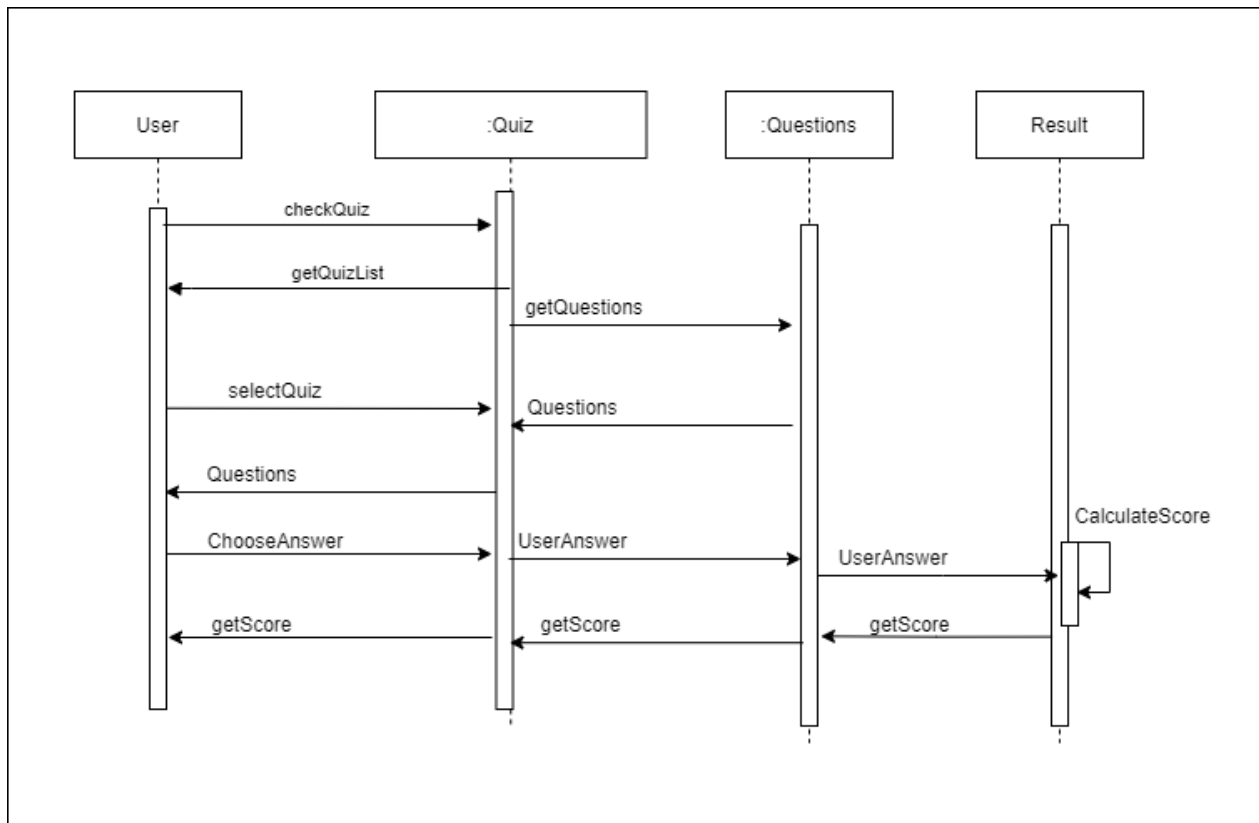 User
:Quiz
:Questions
Result
checkQuiz
getQuizList
getQuestions
selectQuiz
Questions
Questions
CalculateScore
ChooseAnswer
UserAnswer
UserAnswer
getScore
getScore
getScore